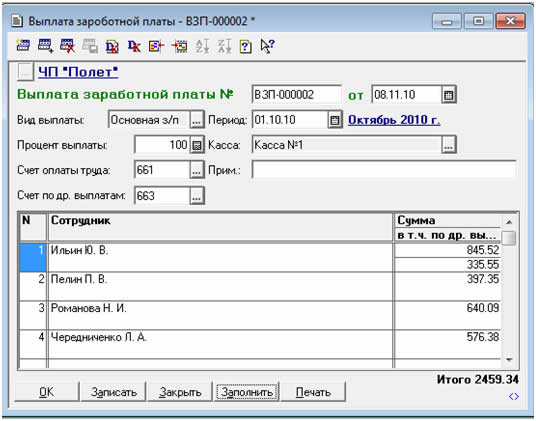 Выплата зароботной платы - ВЗП-000002 *
ЧП "Полет"
Выплата заработной платы № ВЗП-000002 от 08.11.10
Вид выплаты: Основная з/п ... Период: 01.10.10 Октябрь 2010 г.
Процент выплаты: 100 Касса: Касса №1 ...
Счет оплаты труда: 661 ... Прим.:
Счет по др. выплатам: 663 ...
N Сотрудник Сумма
в т.ч. по др. вы...
1 Ильин Ю. В. 845.52
335.55
2 Пелин П. В. 397.35
3 Романова Н. И. 640.09
4 Чередниченко Л. А. 576.38
Итого 2459.34
OK Записать Закрыть Заполнить Печать